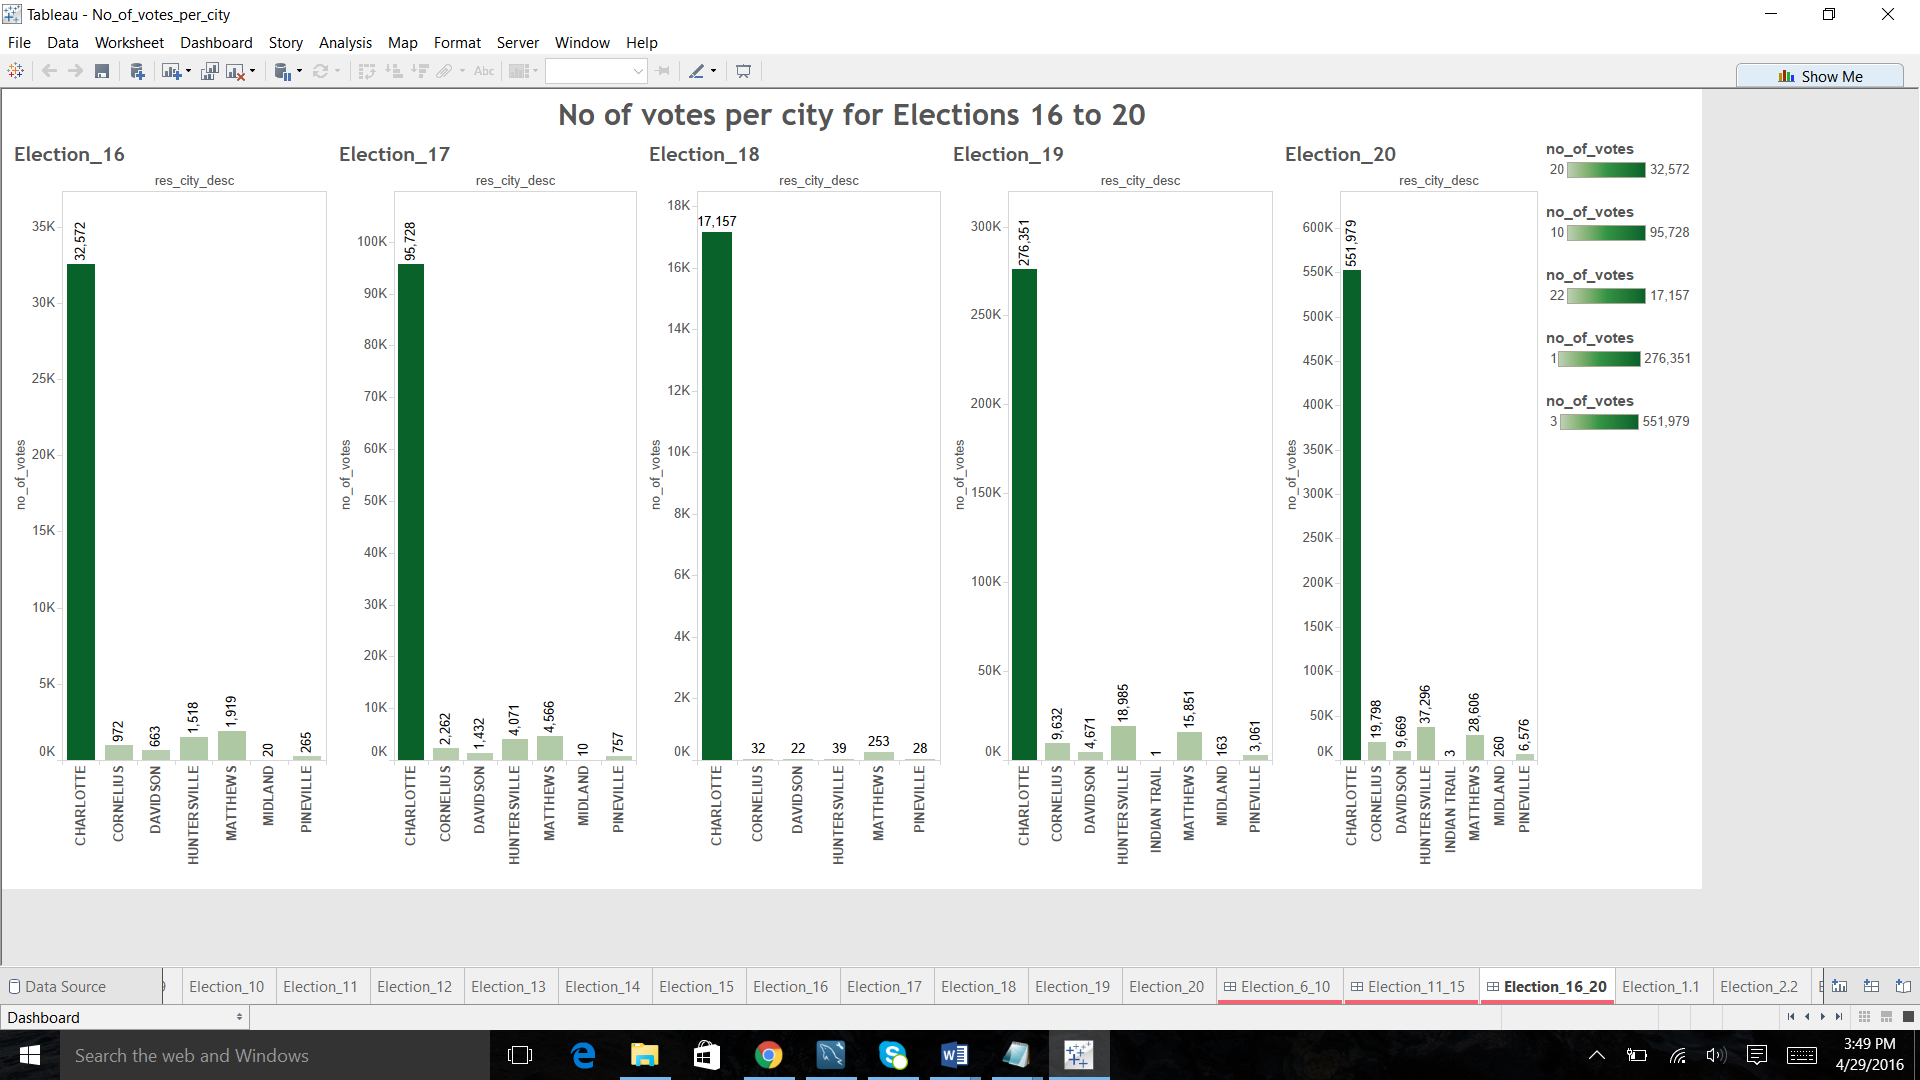 Tableau - No_of_votes_per_city
File Data Worksheet Dashboard Story Analysis Map Format Server Window Help
Abc
Show Me
No of votes per city for Elections 16 to 20
Election_16
res_city_desc
no_of_votes
35K
30K
25K
20K
15K
10K
5K
0K
32,572
972
663
1,518
1,919
20
265
CHARLOTTE
CORNELIUS
DAVIDSON
HUNTERSVILLE
MATTHEWS
MIDLAND
PINEVILLE
Election_17
res_city_desc
no_of_votes
100K
90K
80K
70K
60K
50K
40K
30K
20K
10K
0K
95,728
2,262
1,432
4,071
4,566
10
757
CHARLOTTE
CORNELIUS
DAVIDSON
HUNTERSVILLE
MATTHEWS
MIDLAND
PINEVILLE
Election_18
res_city_desc
no_of_votes
18K
16K
14K
12K
10K
8K
6K
4K
2K
0K
17,157
32
22
39
253
28
CHARLOTTE
CORNELIUS
DAVIDSON
HUNTERSVILLE
MATTHEWS
PINEVILLE
Election_19
res_city_desc
no_of_votes
300K
250K
200K
150K
100K
50K
0K
276,351
9,632
4,671
18,985
1
15,851
163
3,061
CHARLOTTE
CORNELIUS
DAVIDSON
HUNTERSVILLE
INDIAN TRAIL
MATTHEWS
MIDLAND
PINEVILLE
Election_20
res_city_desc
no_of_votes
600K
550K
500K
450K
400K
350K
300K
250K
200K
150K
100K
50K
0K
551,979
19,798
9,669
37,296
3
28,606
260
6,576
CHARLOTTE
CORNELIUS
DAVIDSON
HUNTERSVILLE
INDIAN TRAIL
MATTHEWS
MIDLAND
PINEVILLE
no_of_votes
20 32,572
no_of_votes
10 95,728
no_of_votes
22 17,157
no_of_votes
1 276,351
no_of_votes
3 551,979
Data Source Election_10 Election_11 Election_12 Election_13 Election_14 Election_15 Election_16 Election_17 Election_18 Election_19 Election_20 Election_6_10 Election_11_15 Election_16_20 Election_1.1 Election_2.2
Dashboard
Search the web and Windows
3:49 PM
4/29/2016